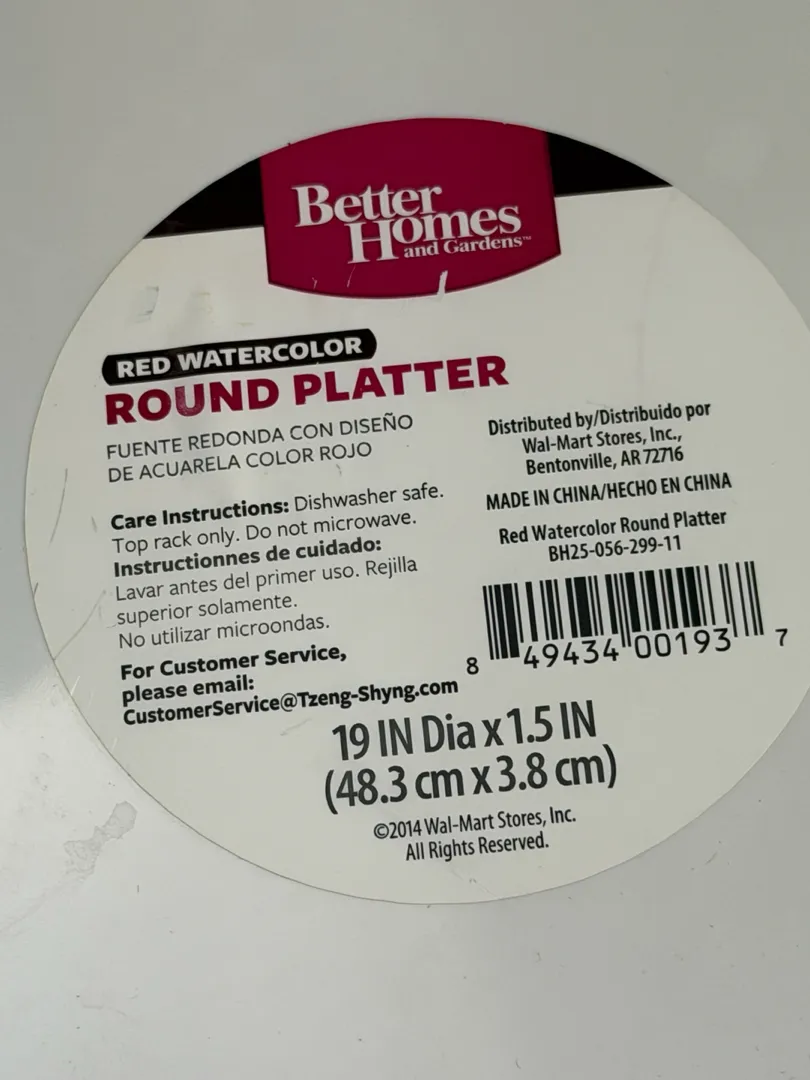 Better
Homes
and Gardens™
RED WATERCOLOR
ROUND PLATTER
FUENTE REDONDA CON DISEÑO
DE ACUARELA COLOR ROJO
Care Instructions: Dishwasher safe.
Top rack only. Do not microwave.
Instructionnes de cuidado:
Lavar antes del primer uso. Rejilla
superior solamente.
No utilizar microondas.
For Customer Service,
please email:
CustomerService@Tzeng-Shyng.com
Distributed by/Distribuido por
Wal-Mart Stores, Inc.,
Bentonville, AR 72716
MADE IN CHINA/HECHO EN CHINA
Red Watercolor Round Platter
BH25-056-299-11
8 49434 00193 7
19 IN Dia x 1.5 IN
(48.3 cm x 3.8 cm)
©2014 Wal-Mart Stores, Inc.
All Rights Reserved.